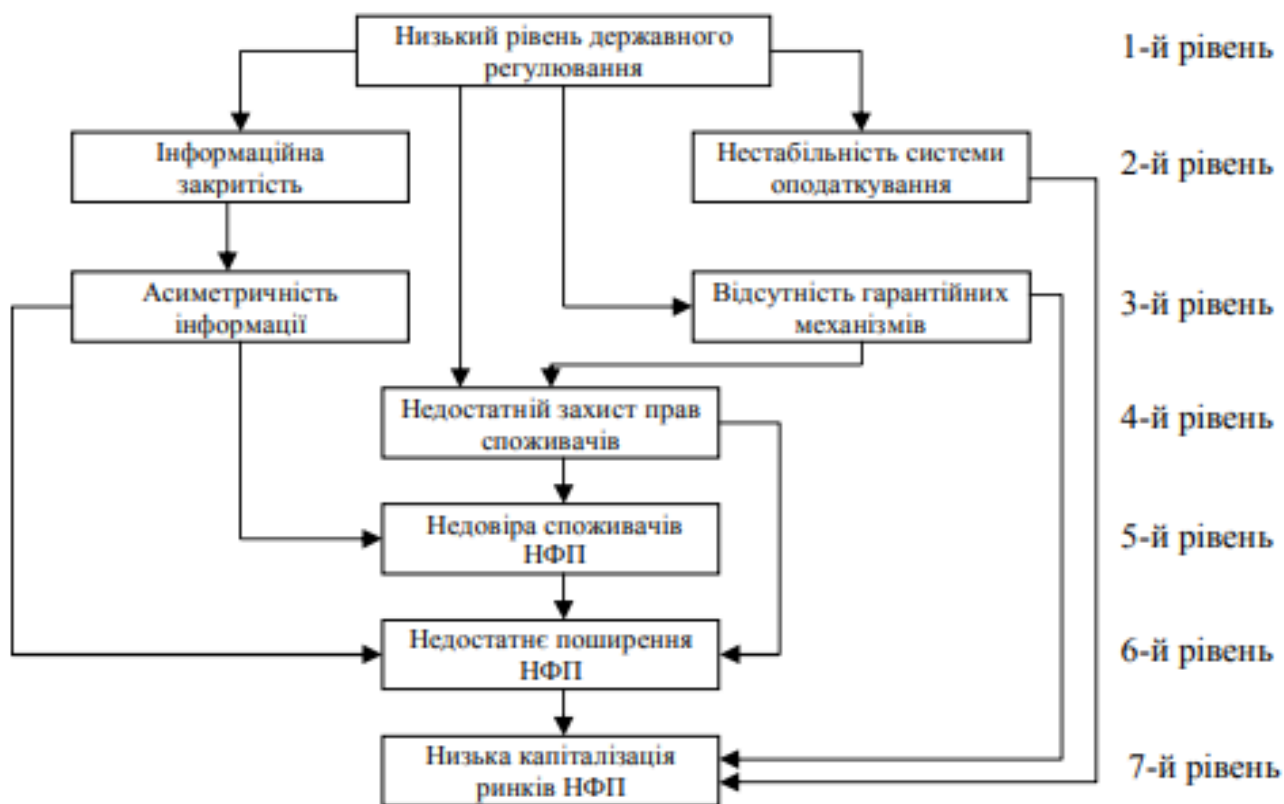 Низький рівень державного
регулювання
1-й рівень
Інформаційна
закритість
Нестабільність системи
оподаткування
2-й рівень
Асиметричність
інформації
Відсутність гарантійних
механізмів
3-й рівень
Недостатній захист прав
споживачів
4-й рівень
Недовіра споживачів
НФП
5-й рівень
Недостатнє поширення
НФП
6-й рівень
Низька капіталізація
ринків НФП
7-й рівень